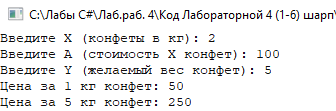 C:\Лабы C#\Лаб.раб. 4\Код Лабораторной 4 (1-6) шарп\
Введите X (конфеты в кг): 2
Введите A (стоимость X конфет): 100
Введите Y (желаемый вес конфет): 5
Цена за 1 кг конфет: 50
Цена за 5 кг конфет: 250